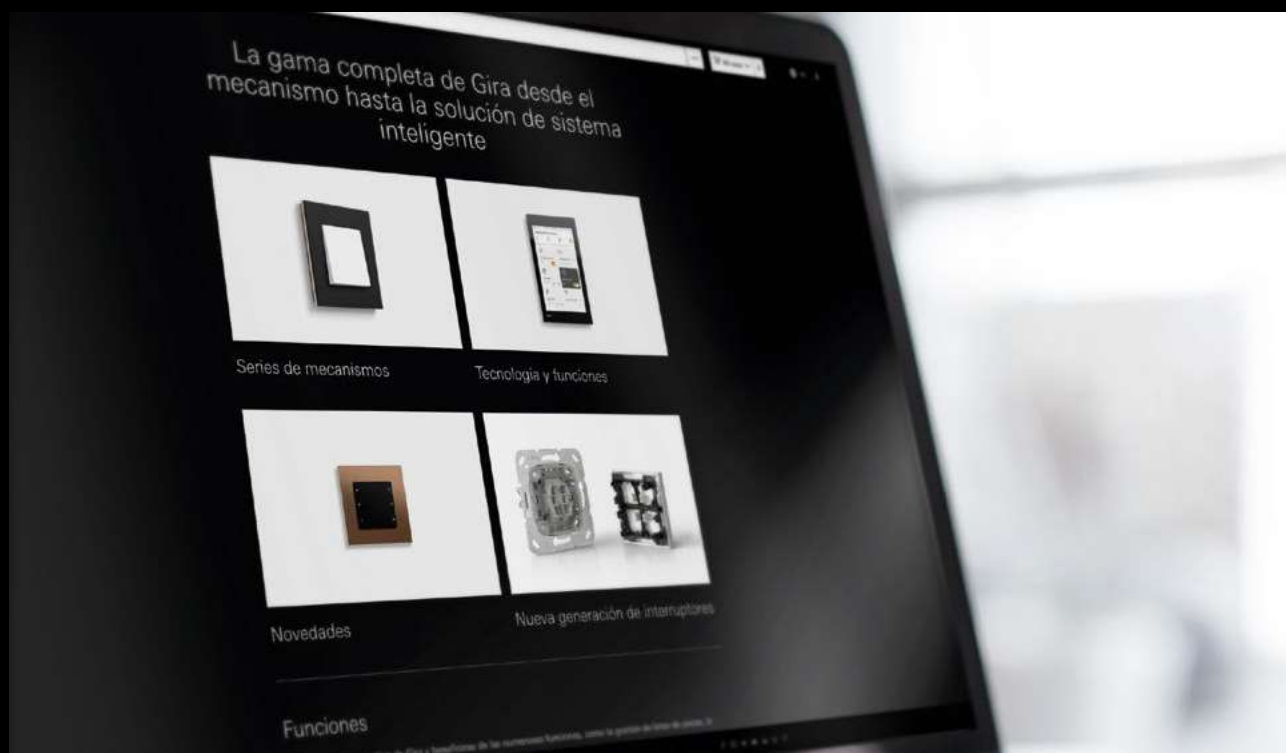 La gama completa de Gira desde el
mecanismo hasta la solución de sistema
inteligente
Series de mecanismos
Tecnología y funciones
Novedades
Nueva generación de interruptores
Funciones